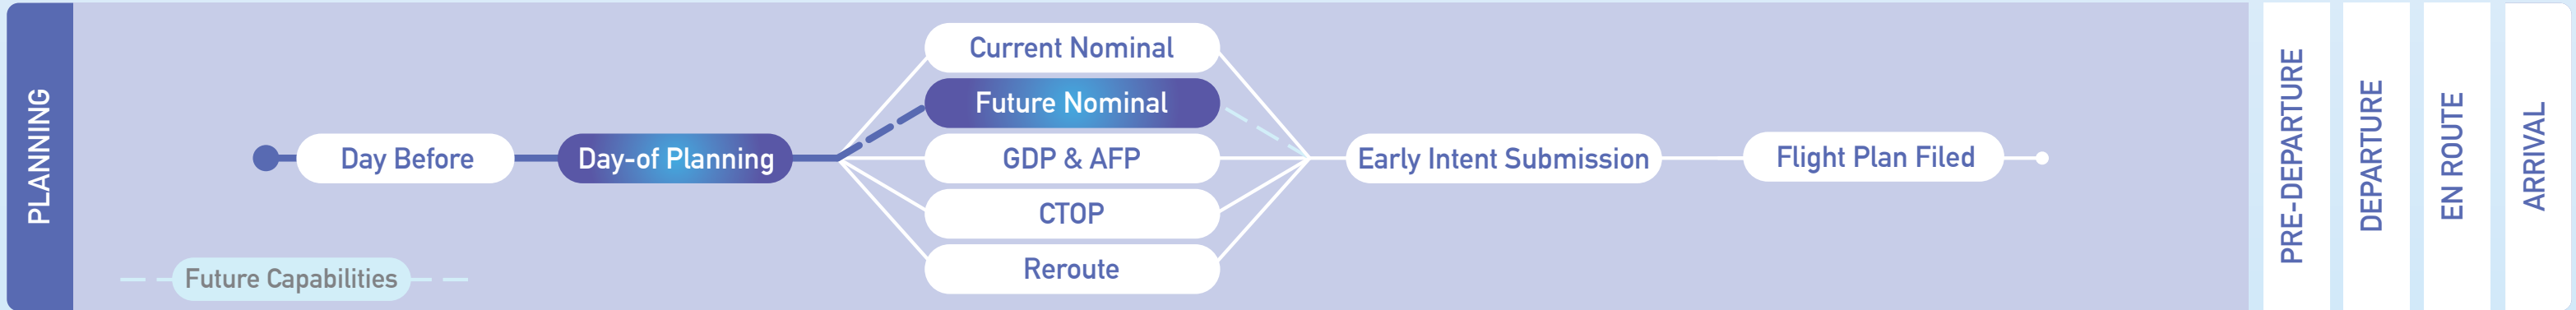 PLANNING
Day Before
Day-of Planning
Current Nominal
Future Nominal
GDP & AFP
CTOP
Reroute
Early Intent Submission
Flight Plan Filed
Future Capabilities
PRE-DEPARTURE
DEPARTURE
EN ROUTE
ARRIVAL